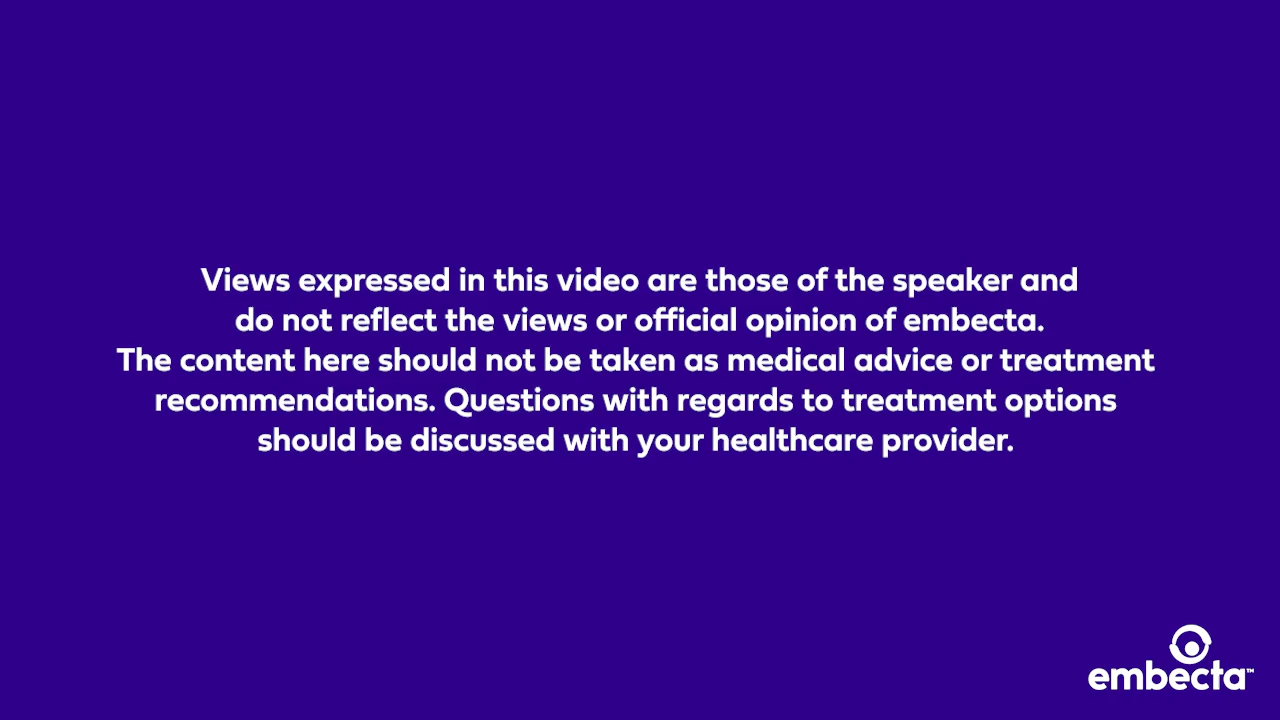 Views expressed in this video are those of the speaker and
do not reflect the views or official opinion of embecta.
The content here should not be taken as medical advice or treatment
recommendations. Questions with regards to treatment options
should be discussed with your healthcare provider.
embecta™